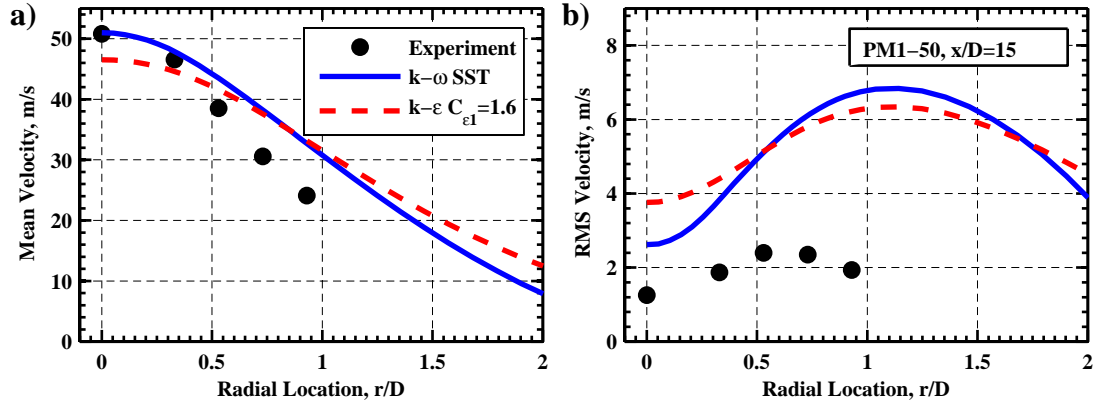 a)
Mean Velocity, m/s
50
40
30
20
10
0
0
0.5
1
1.5
2
Radial Location, r/D
Experiment
k−ω SST
k−ε Cε1=1.6
b)
RMS Velocity, m/s
8
6
4
2
0
0
0.5
1
1.5
2
Radial Location, r/D
PM1−50, x/D=15